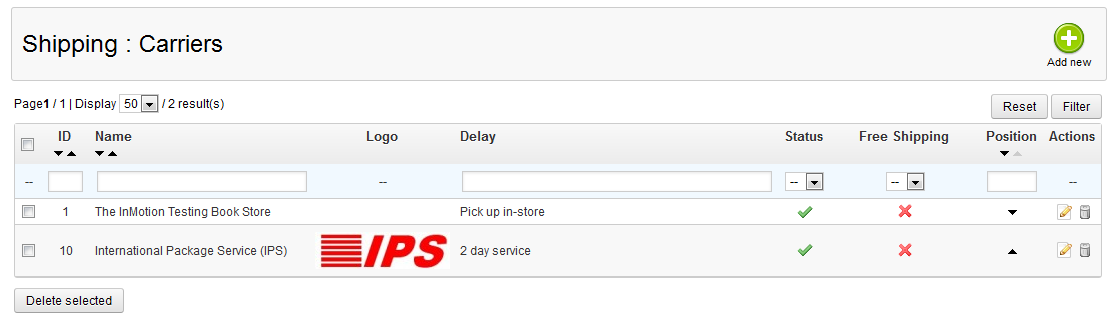 Shipping : Carriers
Add new
Page1 / 1 | Display 50 / 2 result(s)
Reset Filter
ID Name Logo Delay Status Free Shipping Position Actions
-- -- -- -- --
1 The InMotion Testing Book Store Pick up in-store
10 International Package Service (IPS) IPS 2 day service
Delete selected